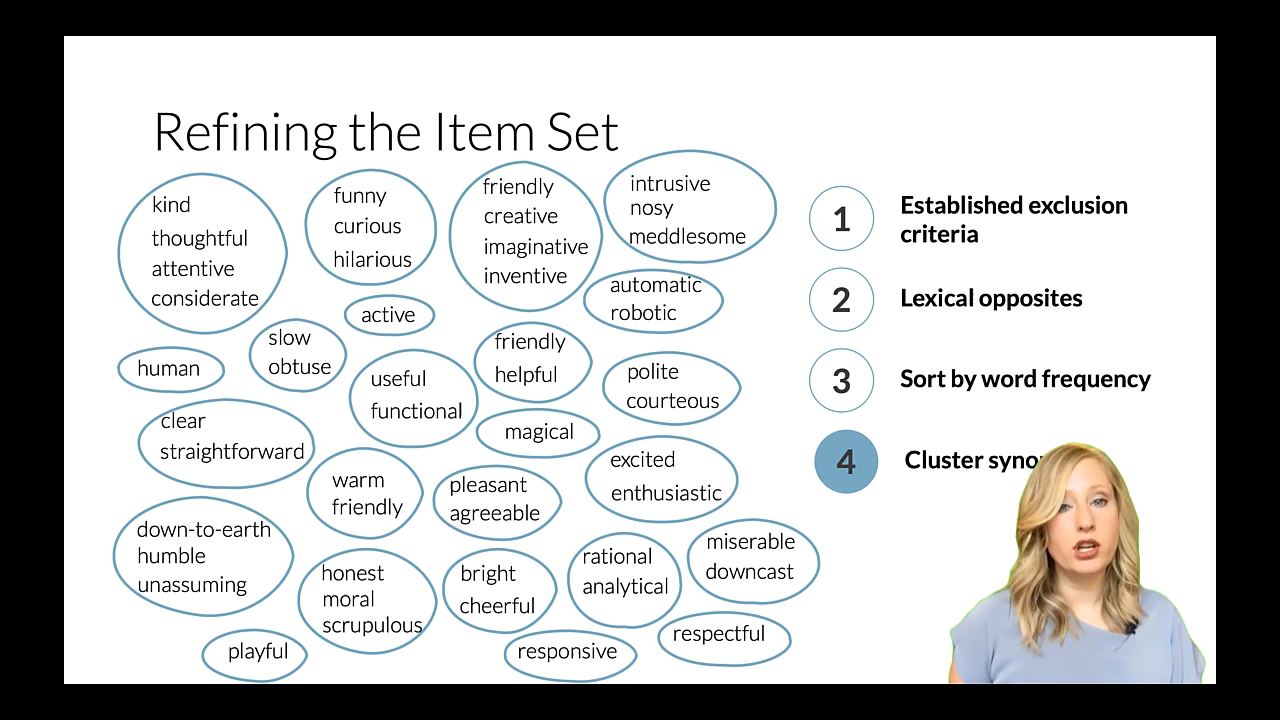 Refining the Item Set
kind
thoughtful
attentive
considerate
funny
curious
hilarious
friendly
creative
imaginative
inventive
intrusive
nosy
meddlesome
automatic
robotic
active
slow
obtuse
human
useful
functional
friendly
helpful
polite
courteous
clear
straightforward
magical
warm
friendly
pleasant
agreeable
excited
enthusiastic
down-to-earth
humble
unassuming
honest
moral
scrupulous
bright
cheerful
rational
analytical
miserable
downcast
playful
responsive
respectful
1
Established exclusion
criteria
2
Lexical opposites
3
Sort by word frequency
4
Cluster